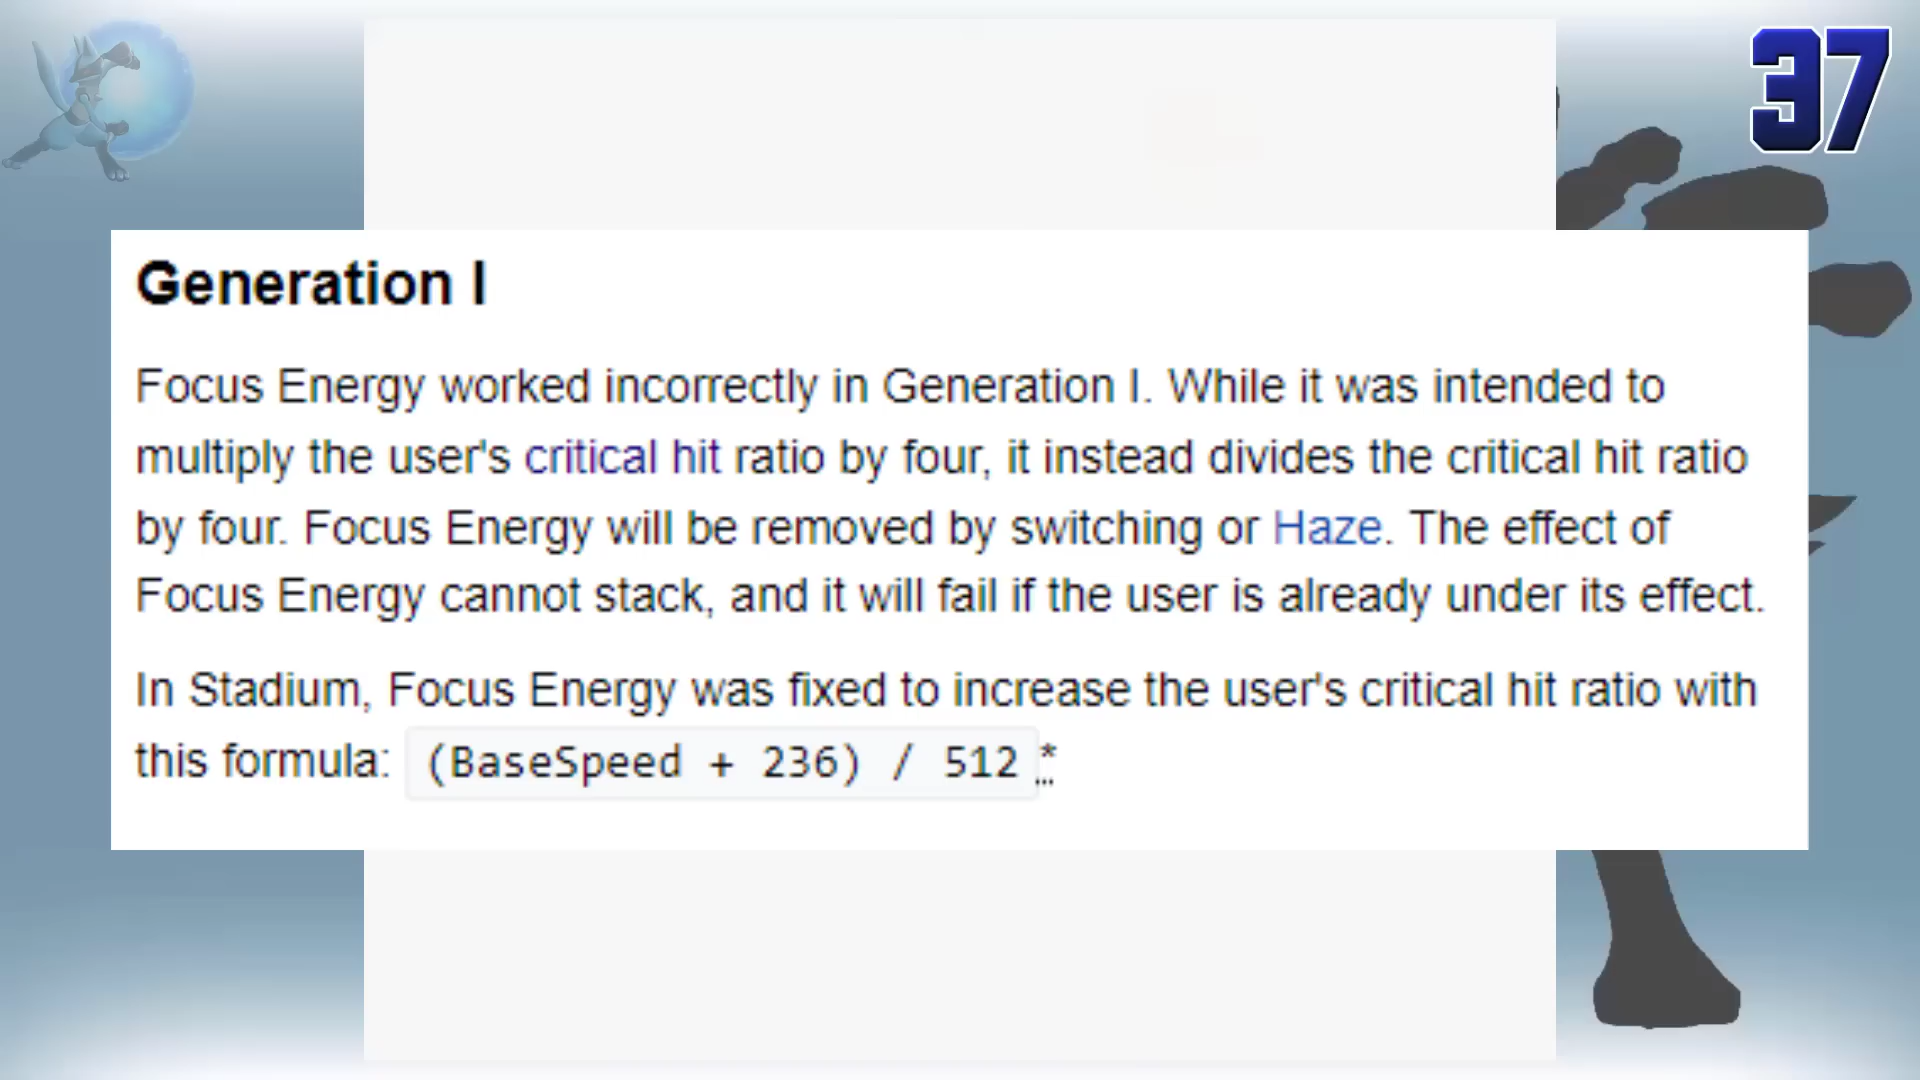 37
Generation I
Focus Energy worked incorrectly in Generation I. While it was intended to
multiply the user's critical hit ratio by four, it instead divides the critical hit ratio
by four. Focus Energy will be removed by switching or Haze. The effect of
Focus Energy cannot stack, and it will fail if the user is already under its effect.
In Stadium, Focus Energy was fixed to increase the user's critical hit ratio with
this formula: (BaseSpeed + 236) / 512 *